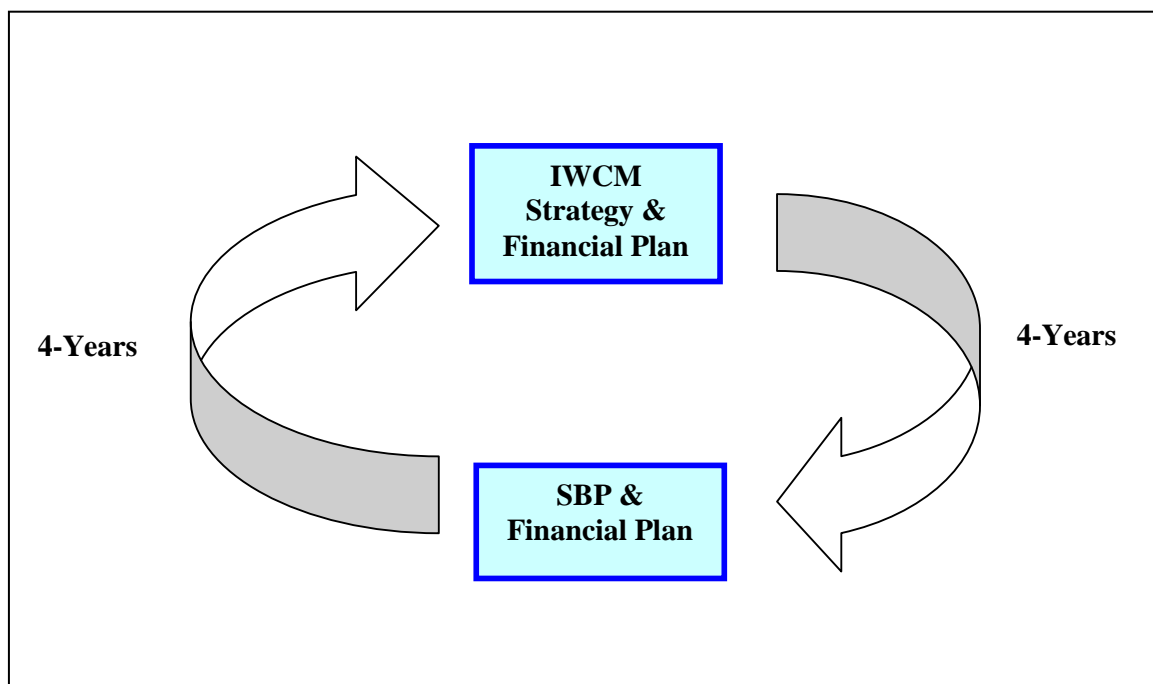 IWCM
Strategy &
Financial Plan
4-Years
4-Years
SBP &
Financial Plan